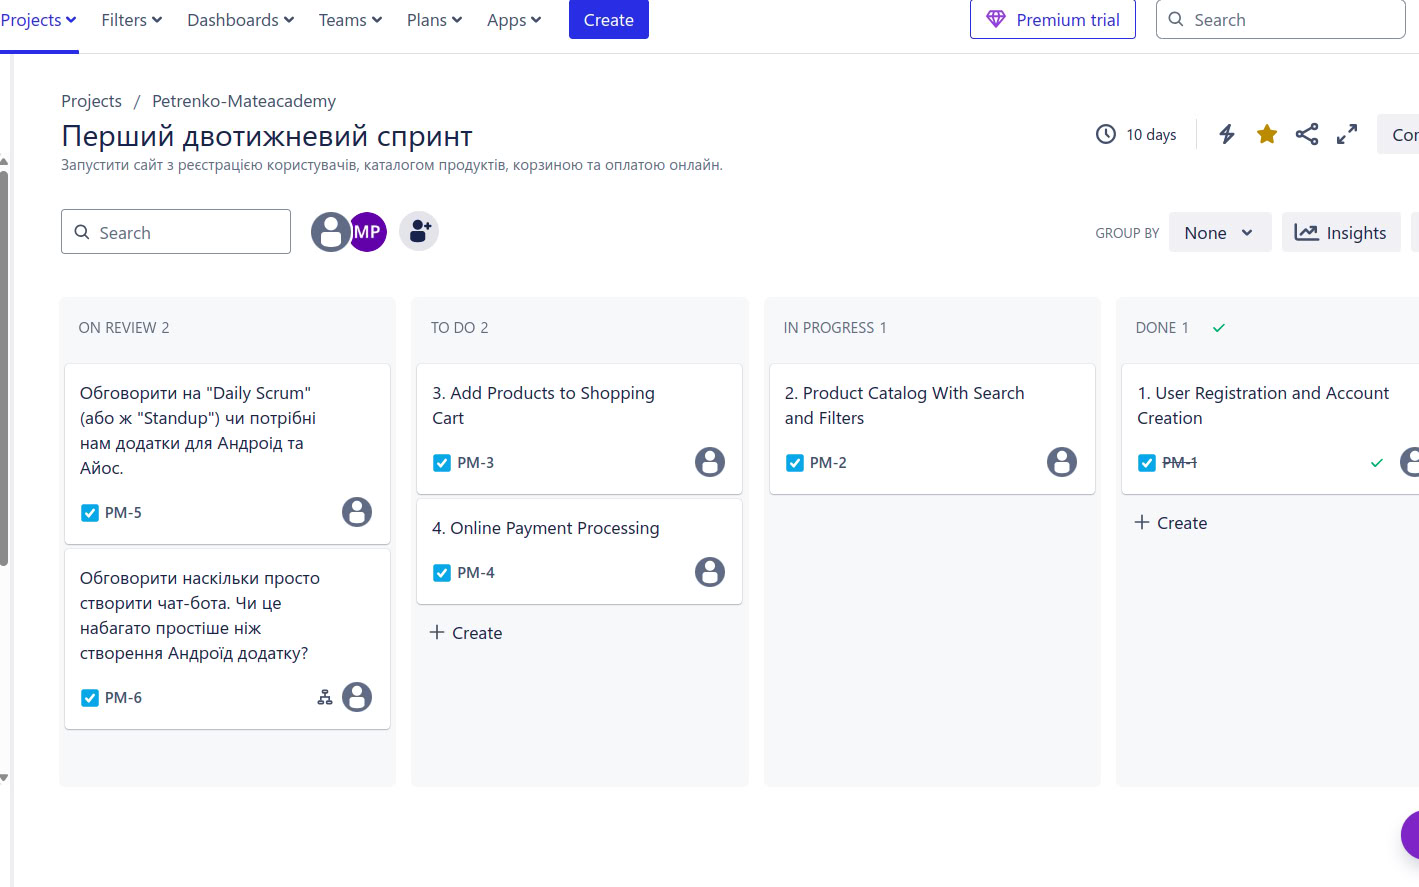 Projects Filters Dashboards Teams Plans Apps Create Premium trial Search
Projects / Petrenko-Mateacademy
Перший двотижневий спринт
10 days
Запустити сайт з реєстрацією користувачів, каталогом продуктів, корзиною та оплатою онлайн.
Search
MP
GROUP BY None Insights
ON REVIEW 2
Обговорити на "Daily Scrum"
(або ж "Standup") чи потрібні
нам додатки для Андроід та
Айос.
PM-5
Обговорити наскільки просто
створити чат-бота. Чи це
набагато простіше ніж
створення Андроїд додатку?
PM-6
TO DO 2
3. Add Products to Shopping
Cart
PM-3
4. Online Payment Processing
PM-4
+ Create
IN PROGRESS 1
2. Product Catalog With Search
and Filters
PM-2
DONE 1
1. User Registration and Account
Creation
PM-1
+ Create